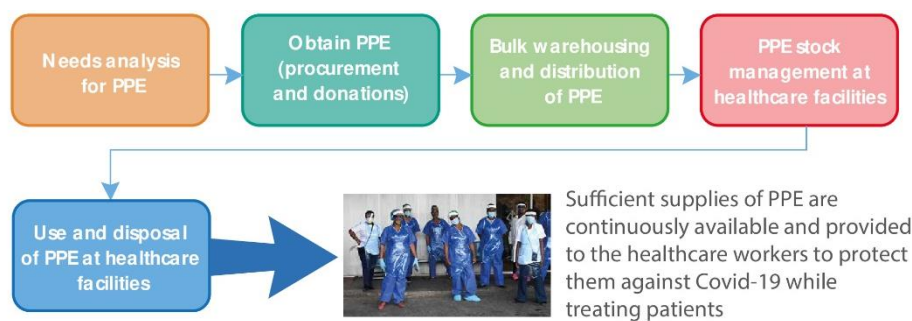 Needs analysis
for PPE
Obtain PPE
(procurement
and donations)
Bulk warehousing
and distribution
of PPE
PPE stock
management at
healthcare facilities
Use and disposal
of PPE at healthcare
facilities
Sufficient supplies of PPE are
continuously available and provided
to the healthcare workers to protect
them against Covid-19 while
treating patients